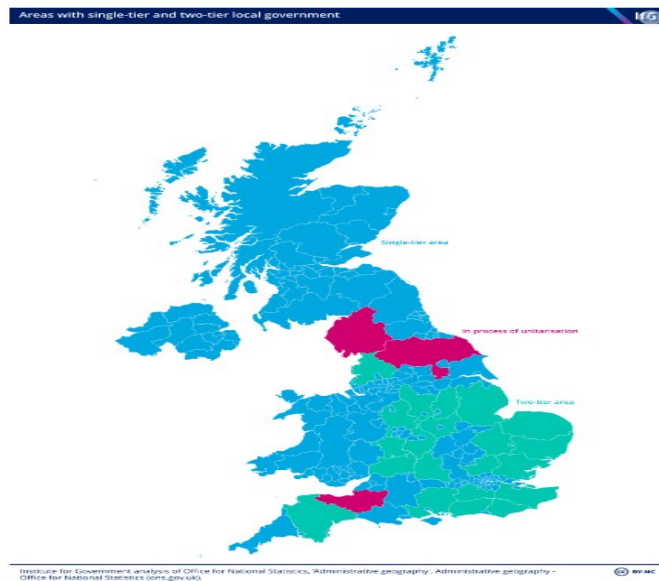 Areas with single-tier and two-tier local government
IfG
Single-tier area
In process of unitarisation
Two-tier area
Institute for Government analysis of Office for National Statistics, 'Administrative geography', Administrative geography -
Office for National Statistics (ons.gov.uk).
CC BY-NC